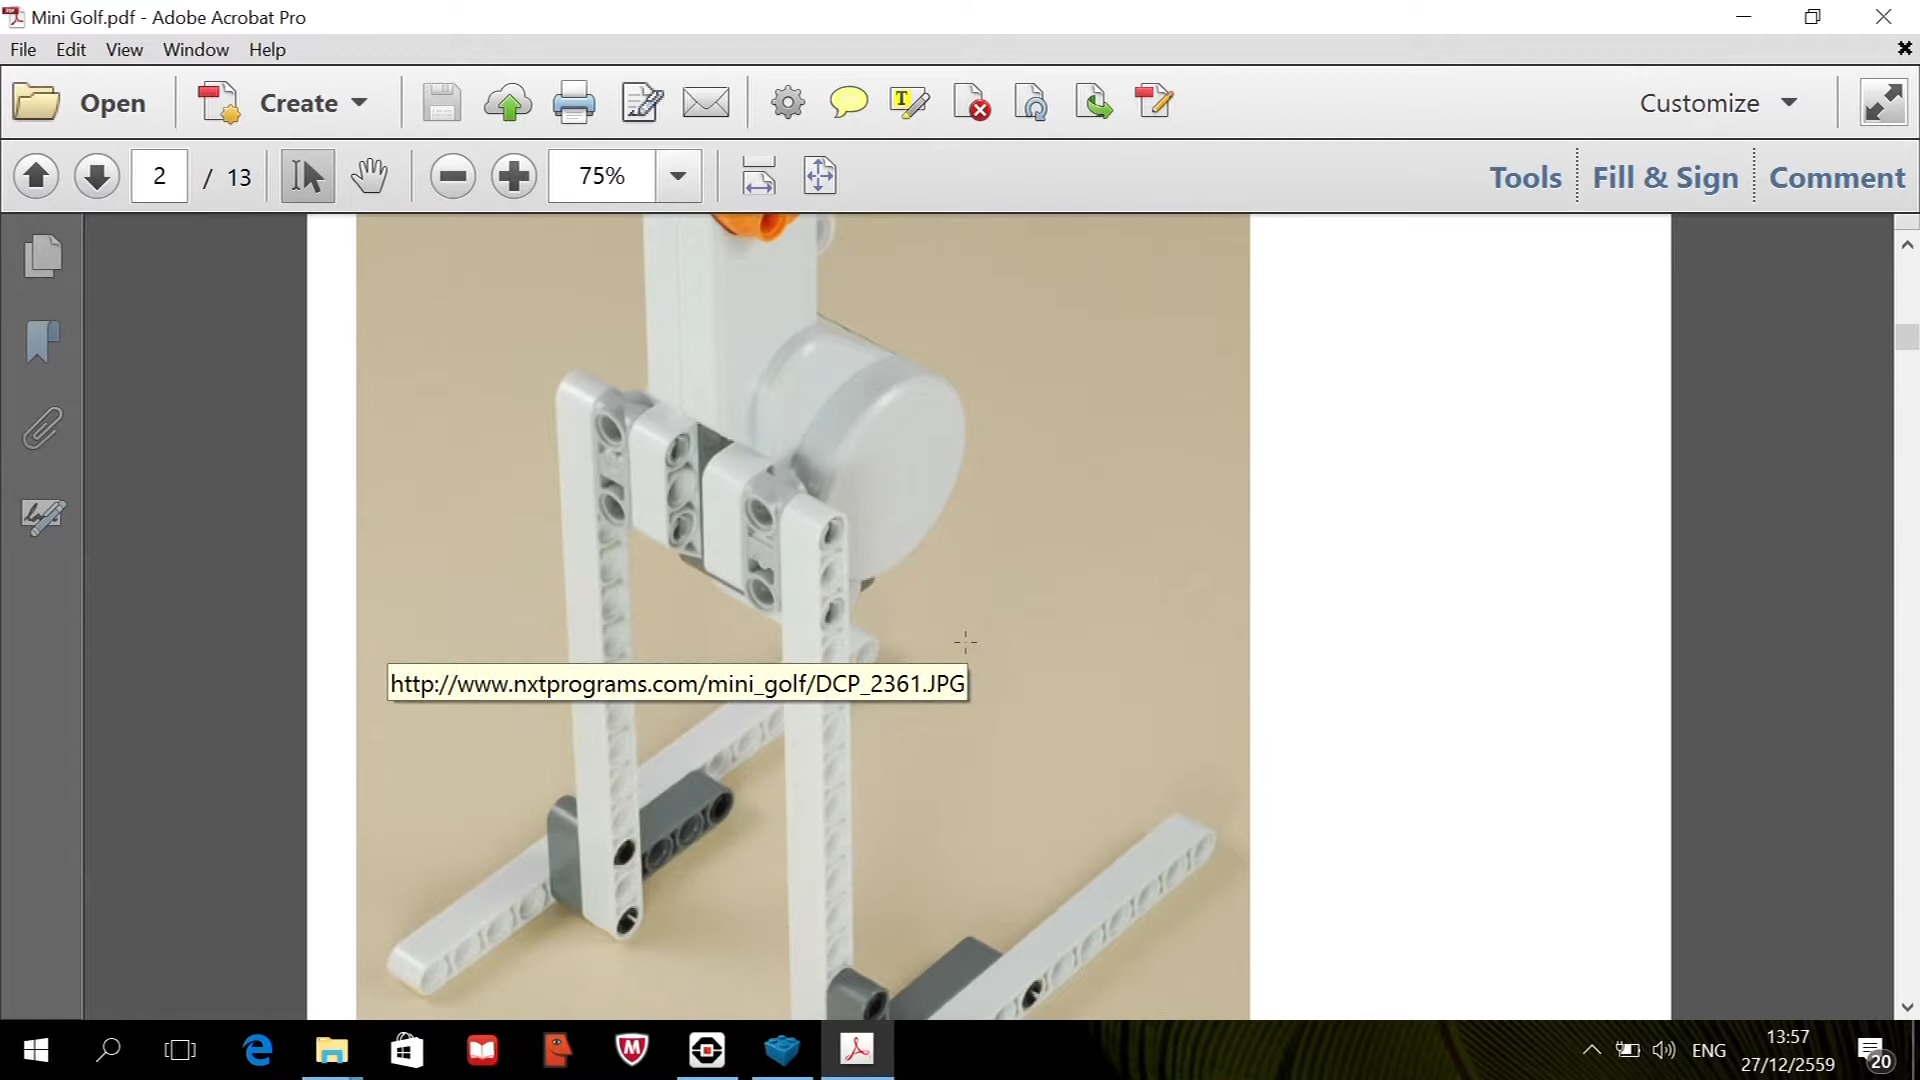 Mini Golf.pdf - Adobe Acrobat Pro
File Edit View Window Help
Open Create Customize
2 / 13 75% Tools Fill & Sign Comment
http://www.nxtprograms.com/mini_golf/DCP_2361.JPG
13:57
ENG
27/12/2559
20